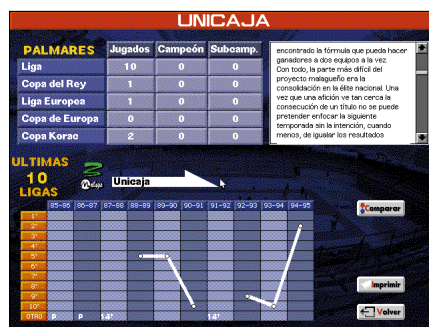 UNICAJA
PALMARES Jugados Campeón Subcamp.
Liga 10 0 0
Copa del Rey 1 0 0
Liga Europea 1 0 0
Copa de Europa 0 0 0
Copa Korac 2 0 0
encontrado la fórmula que pueda hacer
ganadores a dos equipos a la vez.
Con todo, la parte más difícil del
proyecto malagueño era la
consolidación en la élite nacional. Una
vez que una afición ve tan cerca la
consecución de un título no se puede
pretender enfocar la siguiente
temporada sin la intención, cuando
menos, de igualar los resultados
ULTIMAS
10
LIGAS
Málaga
Unicaja
85-86 86-87 87-88 88-89 89-90 90-91 91-92 92-93 93-94 94-95
1º
2º
3º
4º
5º
6º
7º
8º
9º
10º
OTRO P P 14º 14º
Comparar
Imprimir
Volver